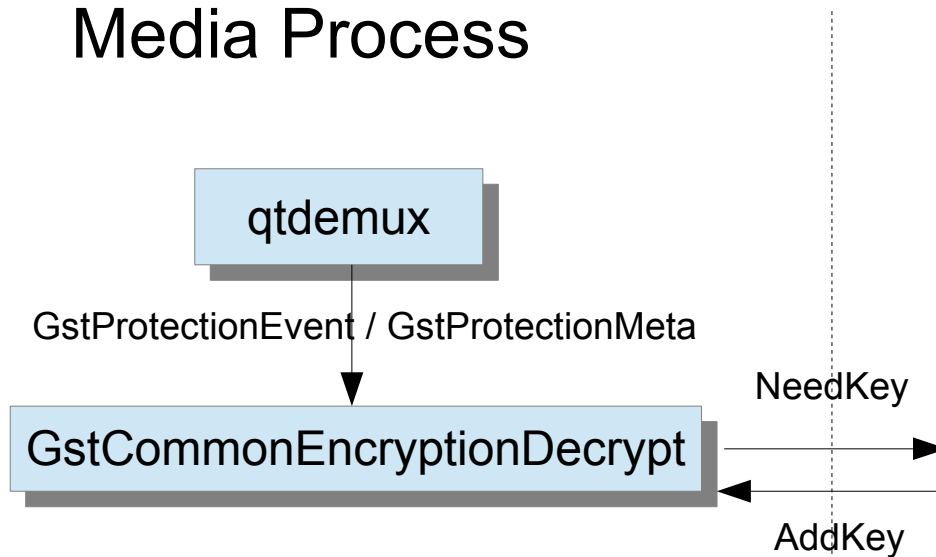 Media Process
qtdemux
GstProtectionEvent / GstProtectionMeta
NeedKey
GstCommonEncryptionDecrypt
AddKey